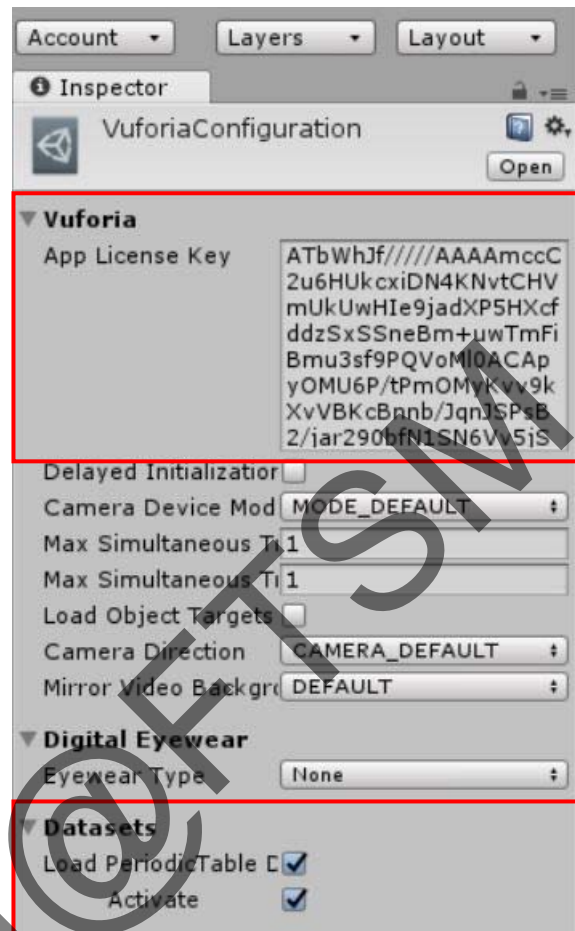 Account Layers Layout
Inspector
VuforiaConfiguration
Open
Vuforia
App License Key ATbWhJf/////AAAAmccC
2u6HUkcxiDN4KNvtCHV
mUkUwHIe9jadXP5HXcf
ddzSxSSneBm+uwTmFi
Bmu3sf9PQVoMl0ACAp
yOMU6P/tPmOMyKvv9k
XvVBKcBnnb/JqnJSPsB
2/jar290bfN1SN6Vv5jS
Delayed Initialization
Camera Device Mod MODE_DEFAULT
Max Simultaneous Tr 1
Max Simultaneous Tr 1
Load Object Targets
Camera Direction CAMERA_DEFAULT
Mirror Video Backgro DEFAULT
Digital Eyewear
Eyewear Type None
Datasets
Load PeriodicTable D
Activate
@FTSM